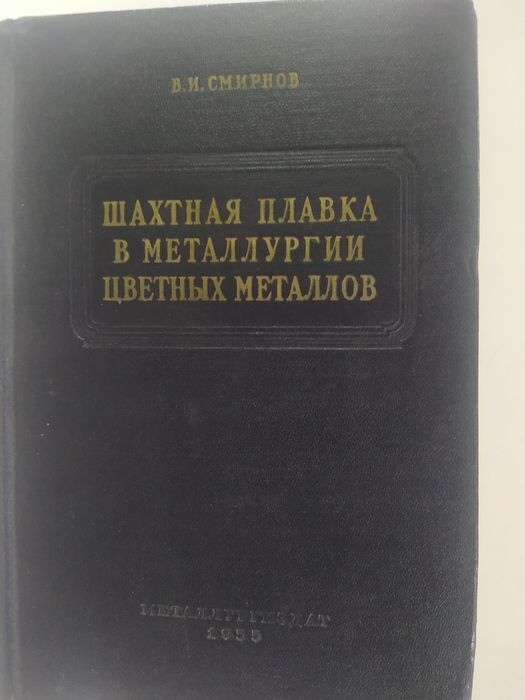 В.И.СМИРНОВ
ШАХТНАЯ ПЛАВКА
В МЕТАЛЛУРГИИ
ЦВЕТНЫХ МЕТАЛЛОВ
МЕТАЛЛУРГИЗДАТ
1955